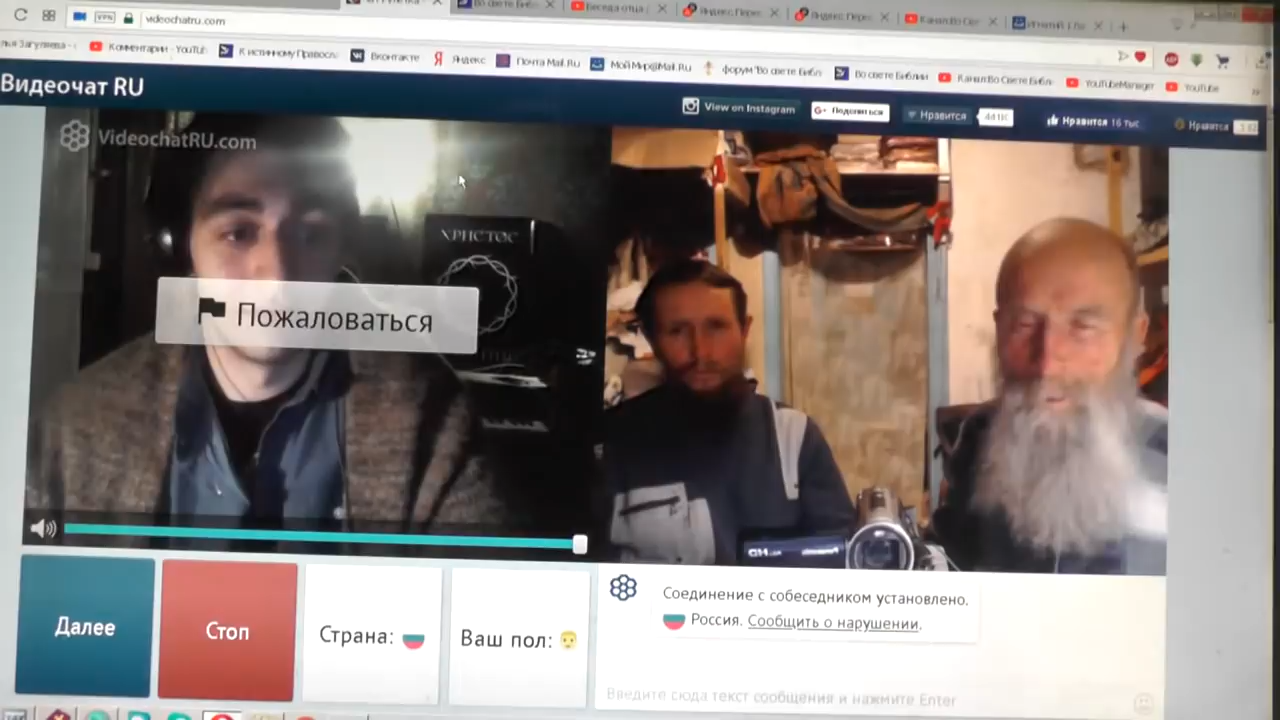 videochatru.com
Комментарии - YouTub
К истинному Правосл
Вконтакте
Яндекс
Почта Mail.Ru
Мой Мир@Mail.Ru
форум "Во свете Библ
Во свете Библии
Канал Во Свете Библ
YouTubeManager
YouTube
Видеочат RU
View on Instagram
Поделиться
Нравится
Нравится 16 тыс.
Нравится
VideochatRU.com
ХРИСТОС
Пожаловаться
Далее
Стоп
Страна:
Ваш пол:
Соединение с собеседником установлено.
Россия. Сообщить о нарушении.
Введите сюда текст сообщения и нажмите Enter